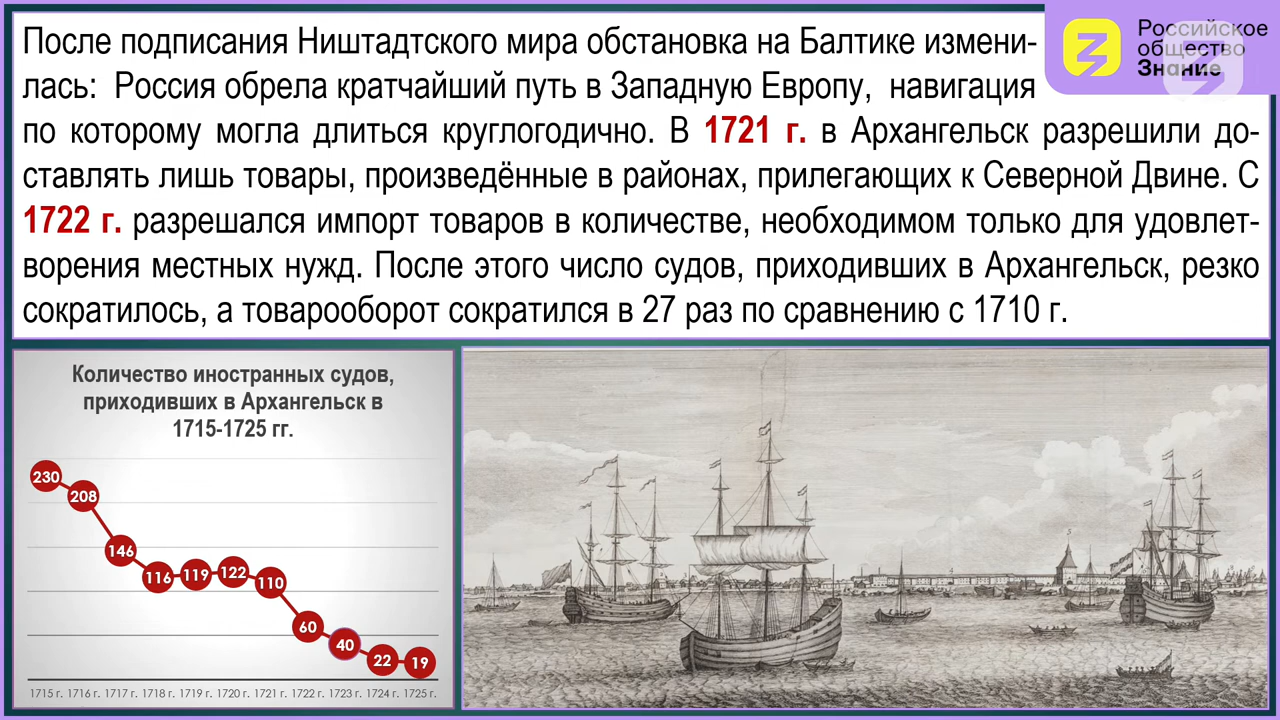 После подписания Ништадтского мира обстановка на Балтике измени-
лась: Россия обрела кратчайший путь в Западную Европу, навигация
по которому могла длиться круглогодично. В 1721 г. в Архангельск разрешили до-
ставлять лишь товары, произведённые в районах, прилегающих к Северной Двине. С
1722 г. разрешался импорт товаров в количестве, необходимом только для удовлет-
ворения местных нужд. После этого число судов, приходивших в Архангельск, резко
сократилось, а товарооборот сократился в 27 раз по сравнению с 1710 г.
Российское
общество
Знание
Количество иностранных судов,
приходивших в Архангельск в
1715-1725 гг.
230
208
146
116
119
122
110
60
40
22
19
1715 г. 1716 г. 1717 г. 1718 г. 1719 г. 1720 г. 1721 г. 1722 г. 1723 г. 1724 г. 1725 г.